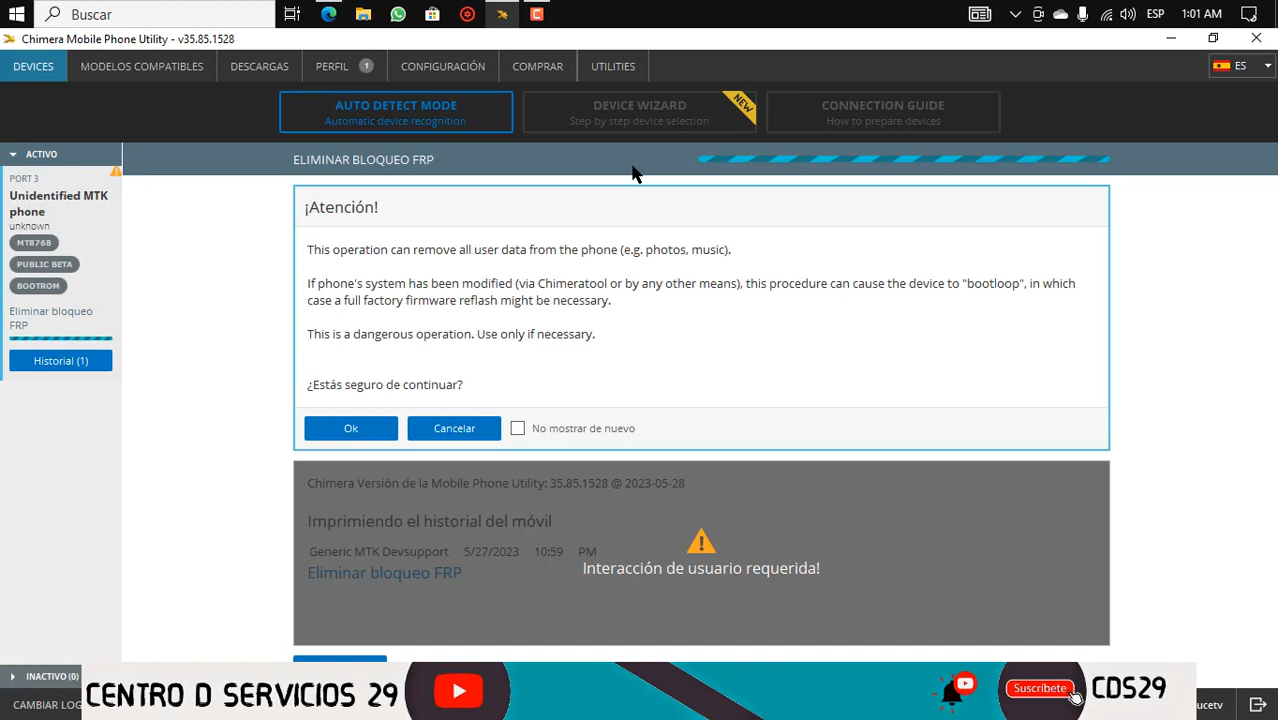 Buscar
ESP
1:01 AM
Chimera Mobile Phone Utility - v35.85.1528
DEVICES
MODELOS COMPATIBLES
DESCARGAS
PERFIL
1
CONFIGURACIÓN
COMPRAR
UTILITIES
ES
AUTO DETECT MODE
Automatic device recognition
DEVICE WIZARD
Step by step device selection
NEW
CONNECTION GUIDE
How to prepare devices
ACTIVO
ELIMINAR BLOQUEO FRP
PORT 3
Unidentified MTK
phone
unknown
MT8768
PUBLIC BETA
BOOTROM
Eliminar bloqueo
FRP
Historial (1)
¡Atención!
This operation can remove all user data from the phone (e.g. photos, music).
If phone's system has been modified (via Chimeratool or by any other means), this procedure can cause the device to "bootloop", in which
case a full factory firmware reflash might be necessary.
This is a dangerous operation. Use only if necessary.
¿Estás seguro de continuar?
Ok
Cancelar
No mostrar de nuevo
Chimera Versión de la Mobile Phone Utility: 35.85.1528 @ 2023-05-28
Imprimiendo el historial del móvil
Generic MTK Devsupport 5/27/2023 10:59 PM
Eliminar bloqueo FRP
Interacción de usuario requerida!
INACTIVO (0)
CAMBIAR LOG
CENTRO D SERVICIOS 29
Suscríbete
CDS29
ucetv